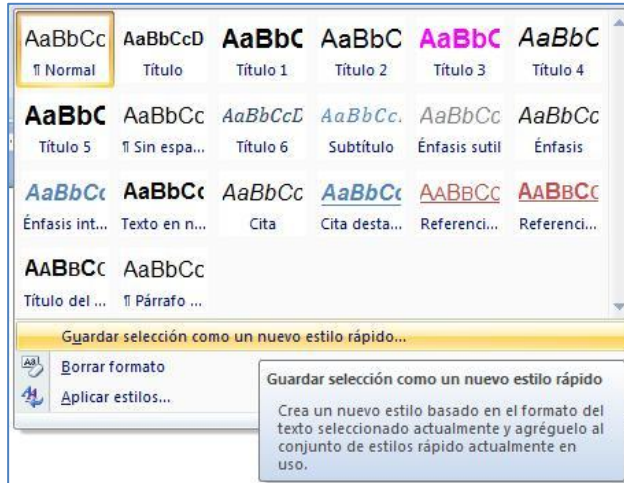 AaBbCc AaBbCcD AaBbC AaBbC AaBbC AaBbC
¶ Normal Título Título 1 Título 2 Título 3 Título 4
AaBbC AaBbCc AaBbCcD AaBbCc. AaBbCc AaBbCc
Título 5 ¶ Sin espa... Título 6 Subtítulo Énfasis sutil Énfasis
AaBbCc AaBbCc AaBbCc AaBbCc AABBCC AABBCC
Énfasis int... Texto en n... Cita Cita desta... Referenci... Referenci...
AABBCC AaBbCc
Título del ... ¶ Párrafo ...
Guardar selección como un nuevo estilo rápido...
Borrar formato
Aplicar estilos...
Guardar selección como un nuevo estilo rápido
Crea un nuevo estilo basado en el formato del
texto seleccionado actualmente y agréguelo al
conjunto de estilos rápido actualmente en
uso.